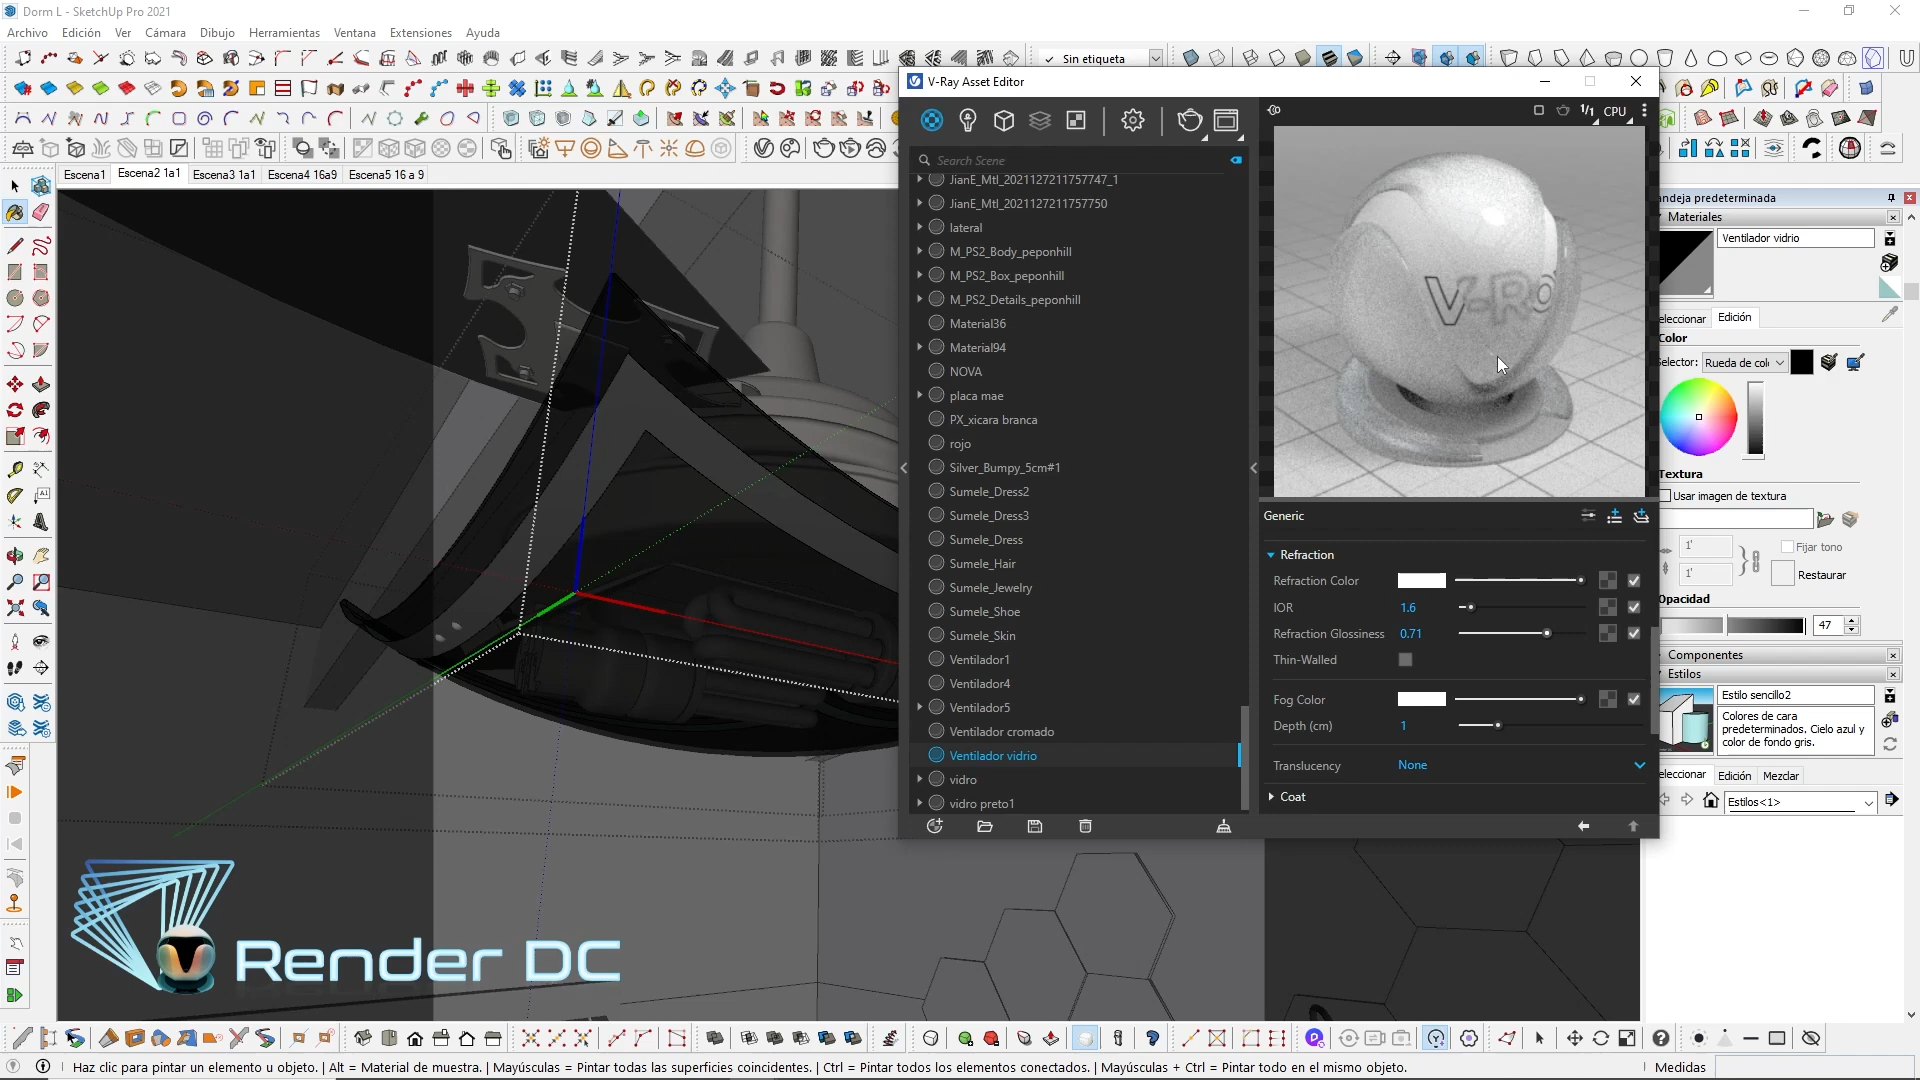 Dorm L - SketchUp Pro 2021
Archivo Edición Ver Cámara Dibujo Herramientas Ventana Extensiones Ayuda
Sin etiqueta
V-Ray Asset Editor
1/1 CPU
Search Scene
Escena1 Escena2 1a1 Escena3 1a1 Escena4 16a9 Escena5 16 a 9
JianE_Mtl_2021127211757747_1
JianE_Mtl_2021127211757750
lateral
M_PS2_Body_peponhill
M_PS2_Box_peponhill
M_PS2_Details_peponhill
Material36
Material94
NOVA
placa mae
PX_xicara branca
rojo
Silver_Bumpy_5cm#1
Sumele_Dress2
Sumele_Dress3
Sumele_Dress
Sumele_Hair
Sumele_Jewelry
Sumele_Shoe
Sumele_Skin
Ventilador1
Ventilador4
Ventilador5
Ventilador cromado
Ventilador vidrio
vidro
vidro preto1
Generic
Refraction
Refraction Color
IOR 1.6
Refraction Glossiness 0.71
Thin-Walled
Fog Color
Depth (cm) 1
Translucency None
Coat
andeja predeterminada
Materiales
Ventilador vidrio
eleccionar Edición
Color
elector: Rueda de col
Textura
Usar imagen de textura
1' Fijar tono
1' Restaurar
Opacidad
47
Componentes
Estilos
Estilo sencillo2
Colores de cara
predeterminados. Cielo azul y
color de fondo gris.
eleccionar Edición Mezclar
Estilos<1>
Render DC
Haz clic para pintar un elemento u objeto. | Alt = Material de muestra. | Mayúsculas = Pintar todas las superficies coincidentes. | Ctrl = Pintar todos los elementos conectados. | Mayúsculas + Ctrl = Pintar todo en el mismo objeto.
Medidas